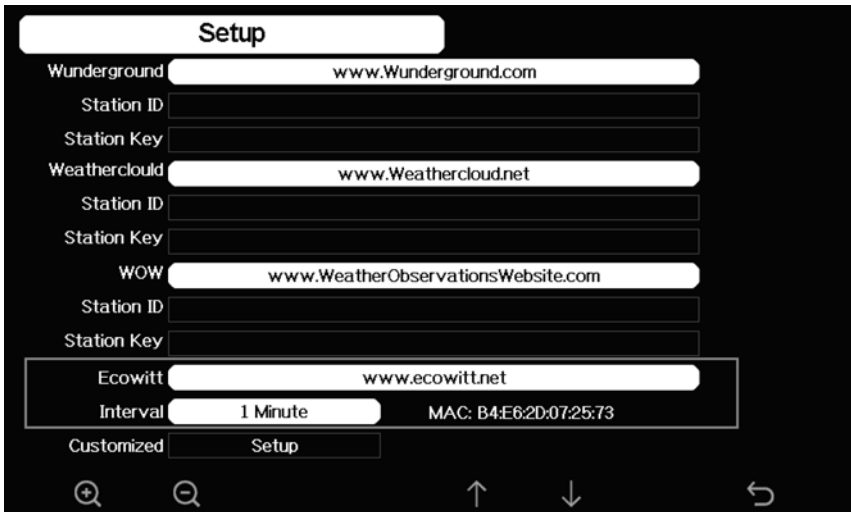 Setup
Wunderground www.Wunderground.com
Station ID
Station Key
Weatherclould www.Weathercloud.net
Station ID
Station Key
WOW www.WeatherObservationsWebsite.com
Station ID
Station Key
Ecowitt www.ecowitt.net
Interval 1 Minute MAC: B4:E6:2D:07:25:73
Customized Setup